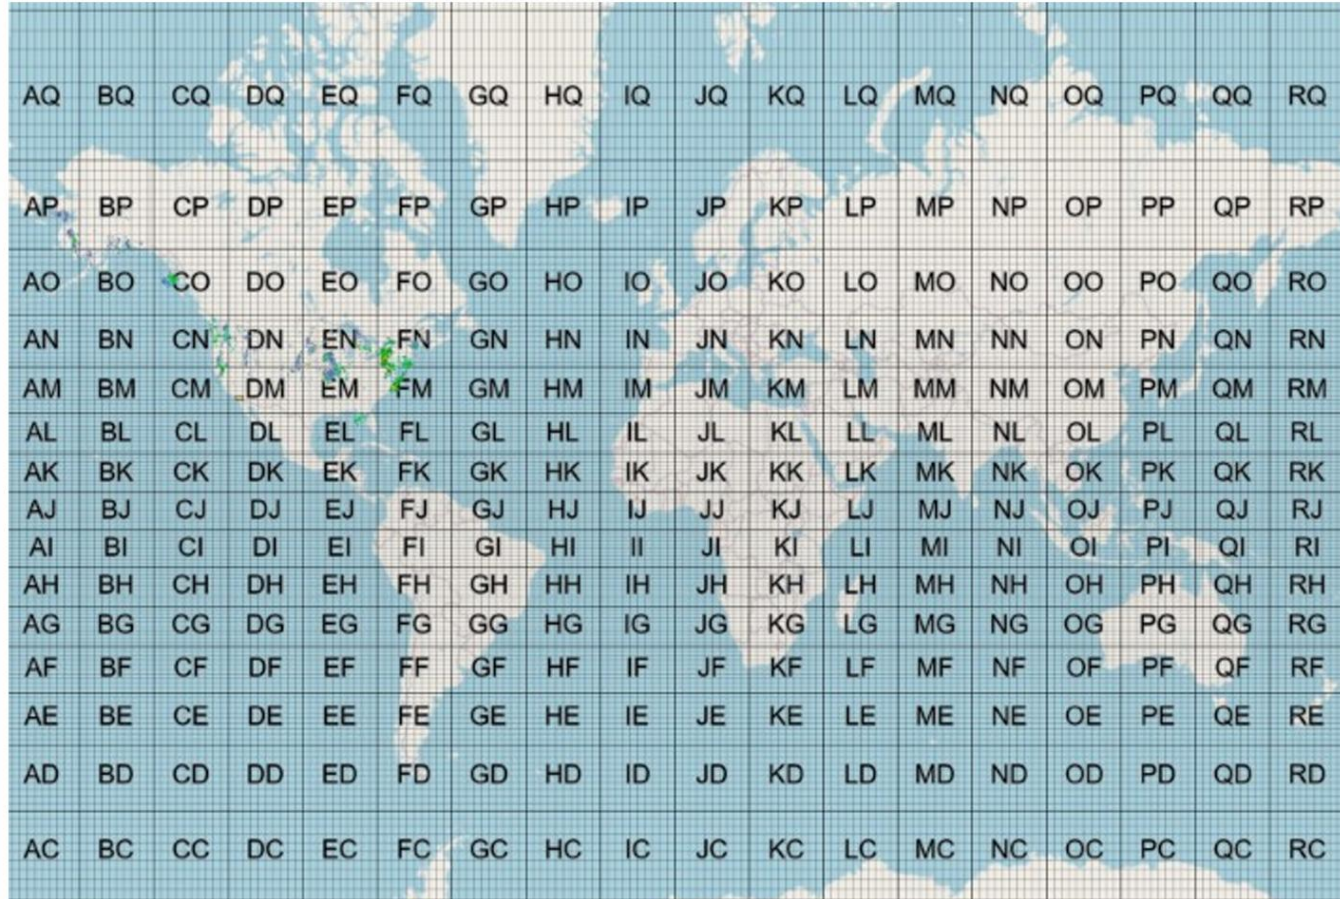 AQ BQ CQ DQ EQ FQ GQ HQ IQ JQ KQ LQ MQ NQ OQ PQ QQ RQ
AP BP CP DP EP FP GP HP IP JP KP LP MP NP OP PP QP RP
AO BO CO DO EO FO GO HO IO JO KO LO MO NO OO PO QO RO
AN BN CN DN EN FN GN HN IN JN KN LN MN NN ON PN QN RN
AM BM CM DM EM FM GM HM IM JM KM LM MM NM OM PM QM RM
AL BL CL DL EL FL GL HL IL JL KL LL ML NL OL PL QL RL
AK BK CK DK EK FK GK HK IK JK KK LK MK NK OK PK QK RK
AJ BJ CJ DJ EJ FJ GJ HJ IJ JJ KJ LJ MJ NJ OJ PJ QJ RJ
AI BI CI DI EI FI GI HI II JI KI LI MI NI OI PI QI RI
AH BH CH DH EH FH GH HH IH JH KH LH MH NH OH PH QH RH
AG BG CG DG EG FG GG HG IG JG KG LG MG NG OG PG QG RG
AF BF CF DF EF FF GF HF IF JF KF LF MF NF OF PF QF RF
AE BE CE DE EE FE GE HE IE JE KE LE ME NE OE PE QE RE
AD BD CD DD ED FD GD HD ID JD KD LD MD ND OD PD QD RD
AC BC CC DC EC FC GC HC IC JC KC LC MC NC OC PC QC RC